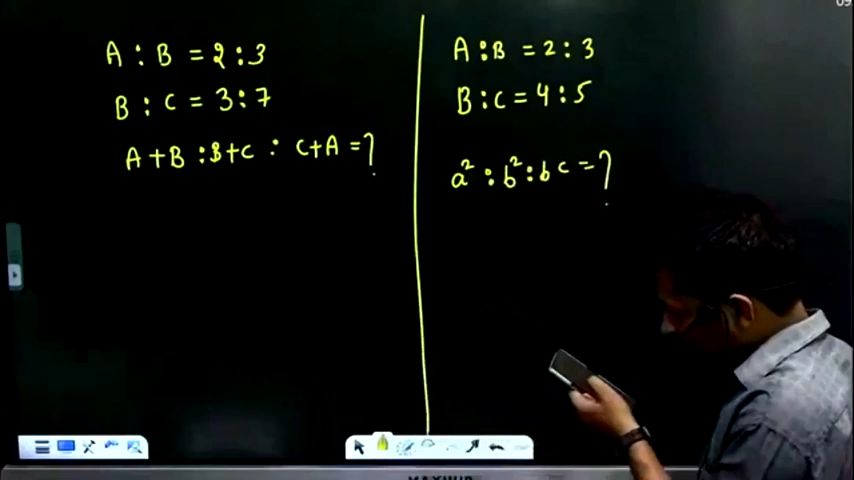 A : B = 2 : 3
B : C = 3 : 7
A+B : B+C : C+A = ?
A : B = 2 : 3
B : C = 4 : 5
a² : b² : bc = ?